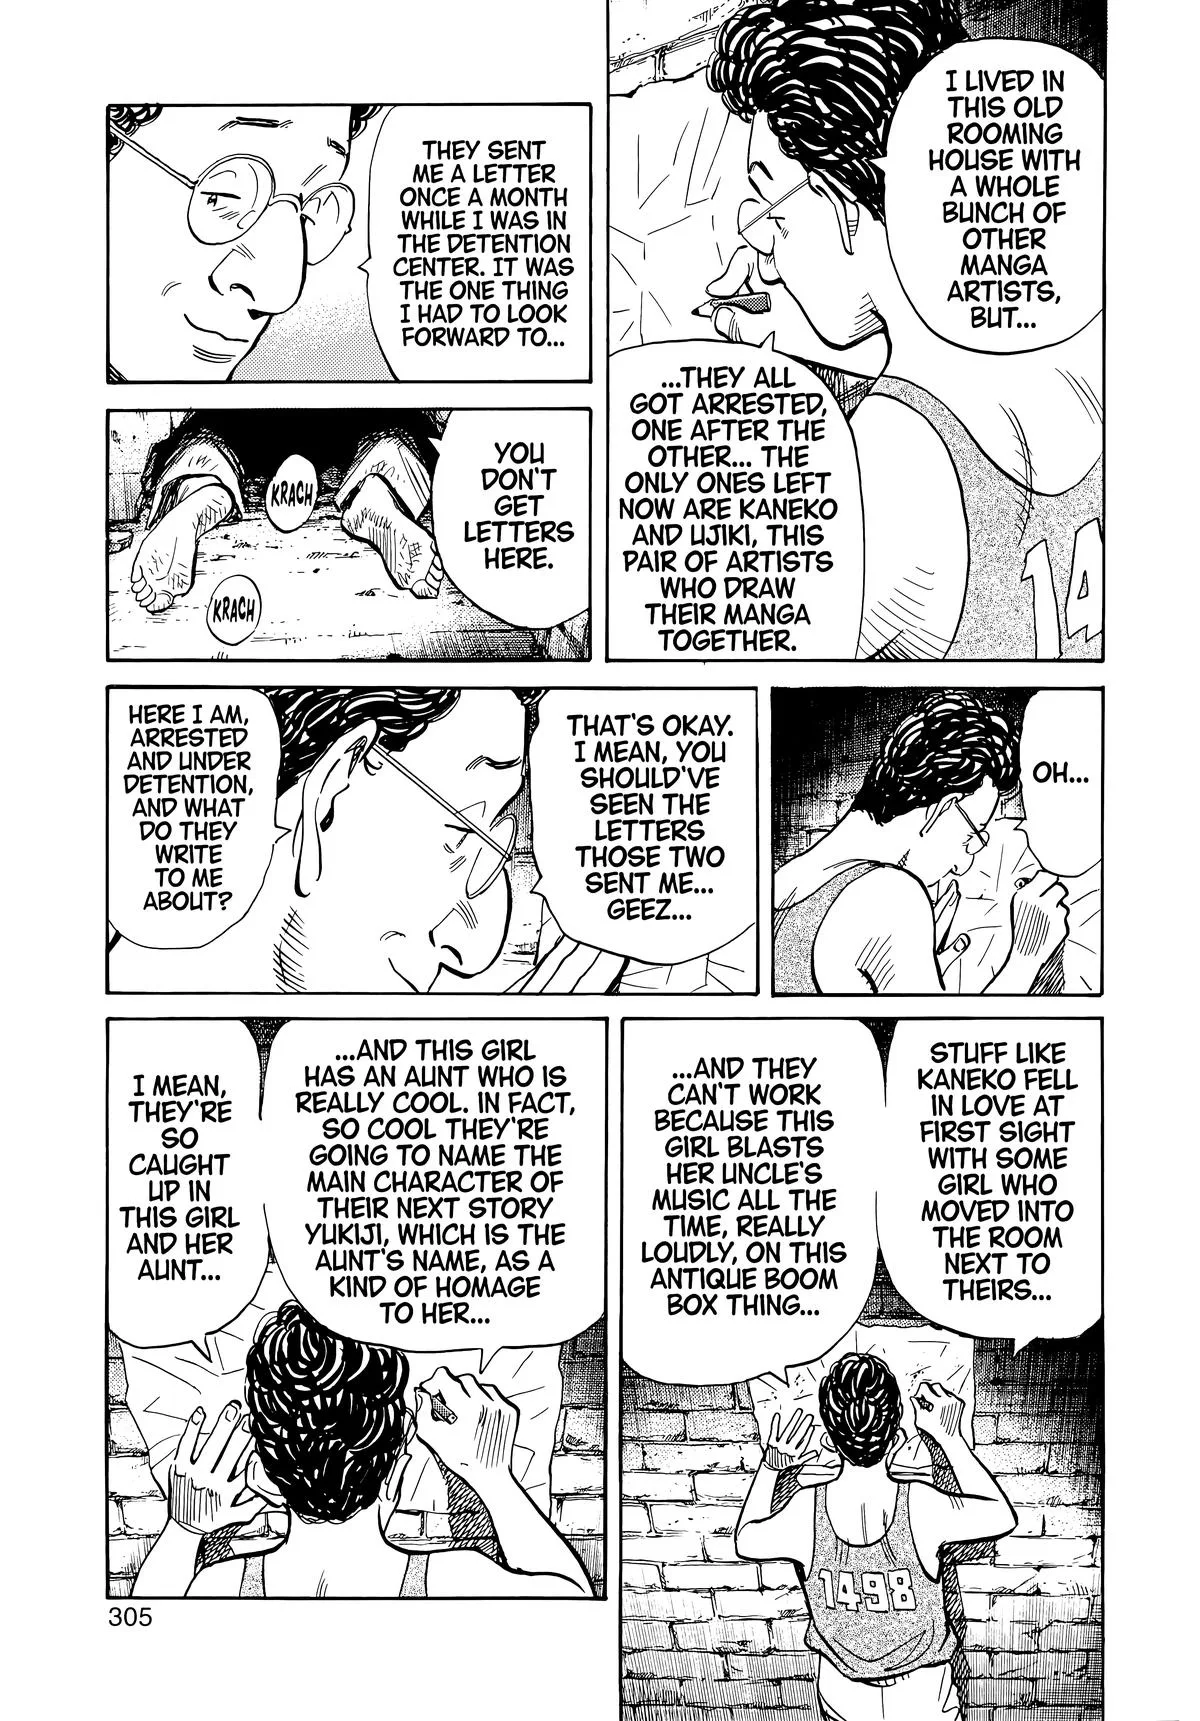 I LIVED IN
THIS OLD
ROOMING
HOUSE WITH
A WHOLE
BUNCH OF
OTHER
MANGA
ARTISTS,
BUT...
...THEY ALL
GOT ARRESTED,
ONE AFTER THE
OTHER... THE
ONLY ONES LEFT
NOW ARE KANEKO
AND UJIKI, THIS
PAIR OF ARTISTS
WHO DRAW
THEIR MANGA
TOGETHER.
14
THEY SENT
ME A LETTER
ONCE A MONTH
WHILE I WAS IN
THE DETENTION
CENTER. IT WAS
THE ONE THING
I HAD TO LOOK
FORWARD TO...
YOU
DON'T
GET
LETTERS
HERE.
KRACH
KRACH
OH...
THAT'S OKAY.
I MEAN, YOU
SHOULD'VE
SEEN THE
LETTERS
THOSE TWO
SENT ME...
GEEZ...
HERE I AM,
ARRESTED
AND UNDER
DETENTION,
AND WHAT
DO THEY
WRITE
TO ME
ABOUT?
STUFF LIKE
KANEKO FELL
IN LOVE AT
FIRST SIGHT
WITH SOME
GIRL WHO
MOVED INTO
THE ROOM
NEXT TO
THEIRS...
...AND THEY
CAN'T WORK
BECAUSE THIS
GIRL BLASTS
HER UNCLE'S
MUSIC ALL THE
TIME, REALLY
LOUDLY, ON THIS
ANTIQUE BOOM
BOX THING...
1498
...AND THIS GIRL
HAS AN AUNT WHO IS
REALLY COOL. IN FACT,
SO COOL THEY'RE
GOING TO NAME THE
MAIN CHARACTER OF
THEIR NEXT STORY
YUKIJI, WHICH IS THE
AUNT'S NAME, AS A
KIND OF HOMAGE
TO HER...
I MEAN,
THEY'RE
SO
CAUGHT
UP IN
THIS GIRL
AND HER
AUNT...
305